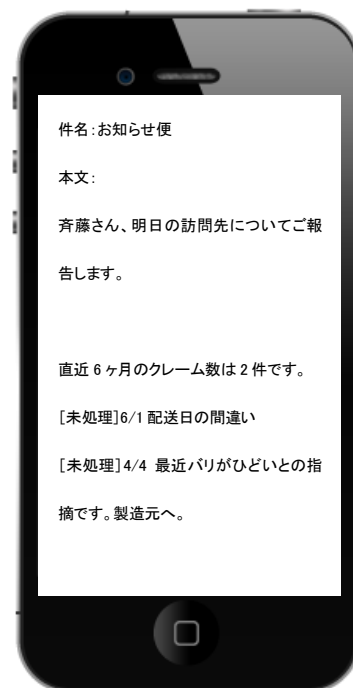 件名：お知らせ便
本文：
斉藤さん、明日の訪問先についてご報
告します。
直近 6 ヶ月のクレーム数は 2 件です。
[未処理]6/1 配送日の間違い
[未処理]4/4 最近バリがひどいとの指
摘です。製造元へ。